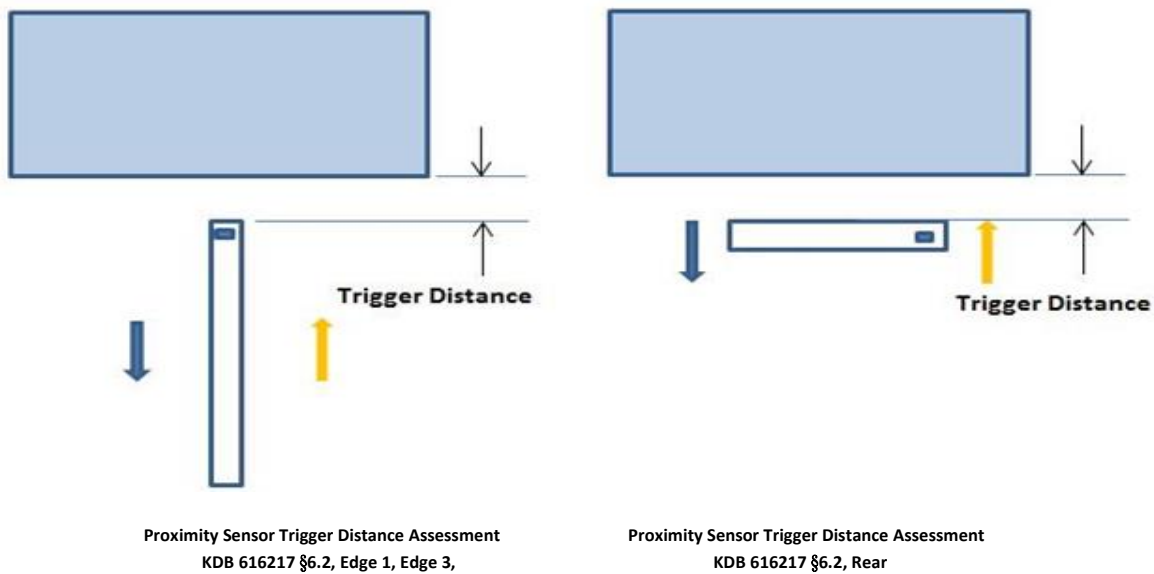 Trigger Distance
Trigger Distance
Proximity Sensor Trigger Distance Assessment
KDB 616217 §6.2, Edge 1, Edge 3,
Proximity Sensor Trigger Distance Assessment
KDB 616217 §6.2, Rear